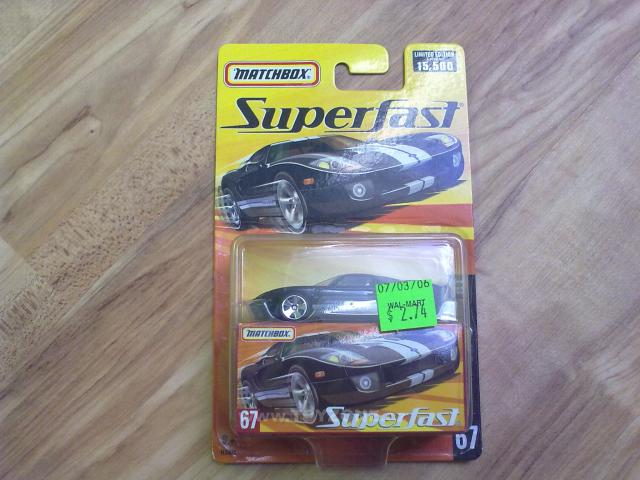 MATCHBOX
LIMITED EDITION
15,500
Superfast
07/03/06
WAL-MART
$ 2.74
MATCHBOX
67
Superfast
67